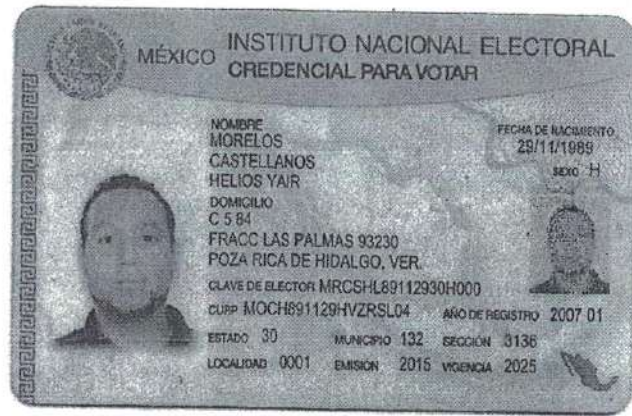 MÉXICO INSTITUTO NACIONAL ELECTORAL
CREDENCIAL PARA VOTAR
NOMBRE
MORELOS
CASTELLANOS
HELIOS YAIR
FECHA DE NACIMIENTO
29/11/1989
SEXO H
DOMICILIO
C 5 84
FRACC LAS PALMAS 93230
POZA RICA DE HIDALGO, VER.
CLAVE DE ELECTOR MRCSHL89112930H000
CURP MOCH891129HVZRSL04 AÑO DE REGISTRO 2007 01
ESTADO 30 MUNICIPIO 132 SECCIÓN 3136
LOCALIDAD 0001 EMISIÓN 2015 VIGENCIA 2025